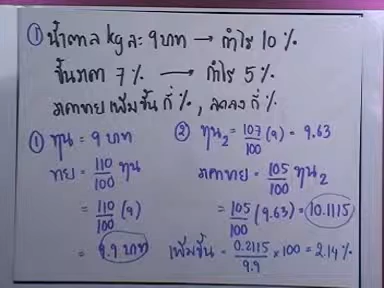 ① น้ำตาล kg ละ 9 บาท → กำไร 10 %
ขึ้นภาษี 7 % → กำไร 5 %
ราคาขาย เพิ่มขึ้น กี่ %, ลดลง กี่ %
① ทุน = 9 บาท
ขาย = 110/100 ทุน
= 110/100 (9)
= 9.9 บาท
② ทุน₂ = 107/100 (9) = 9.63
ราคาขาย = 105/100 ทุน₂
= 105/100 (9.63) = 10.1115
เพิ่มขึ้น = 0.2115/9.9 × 100 = 2.14 %